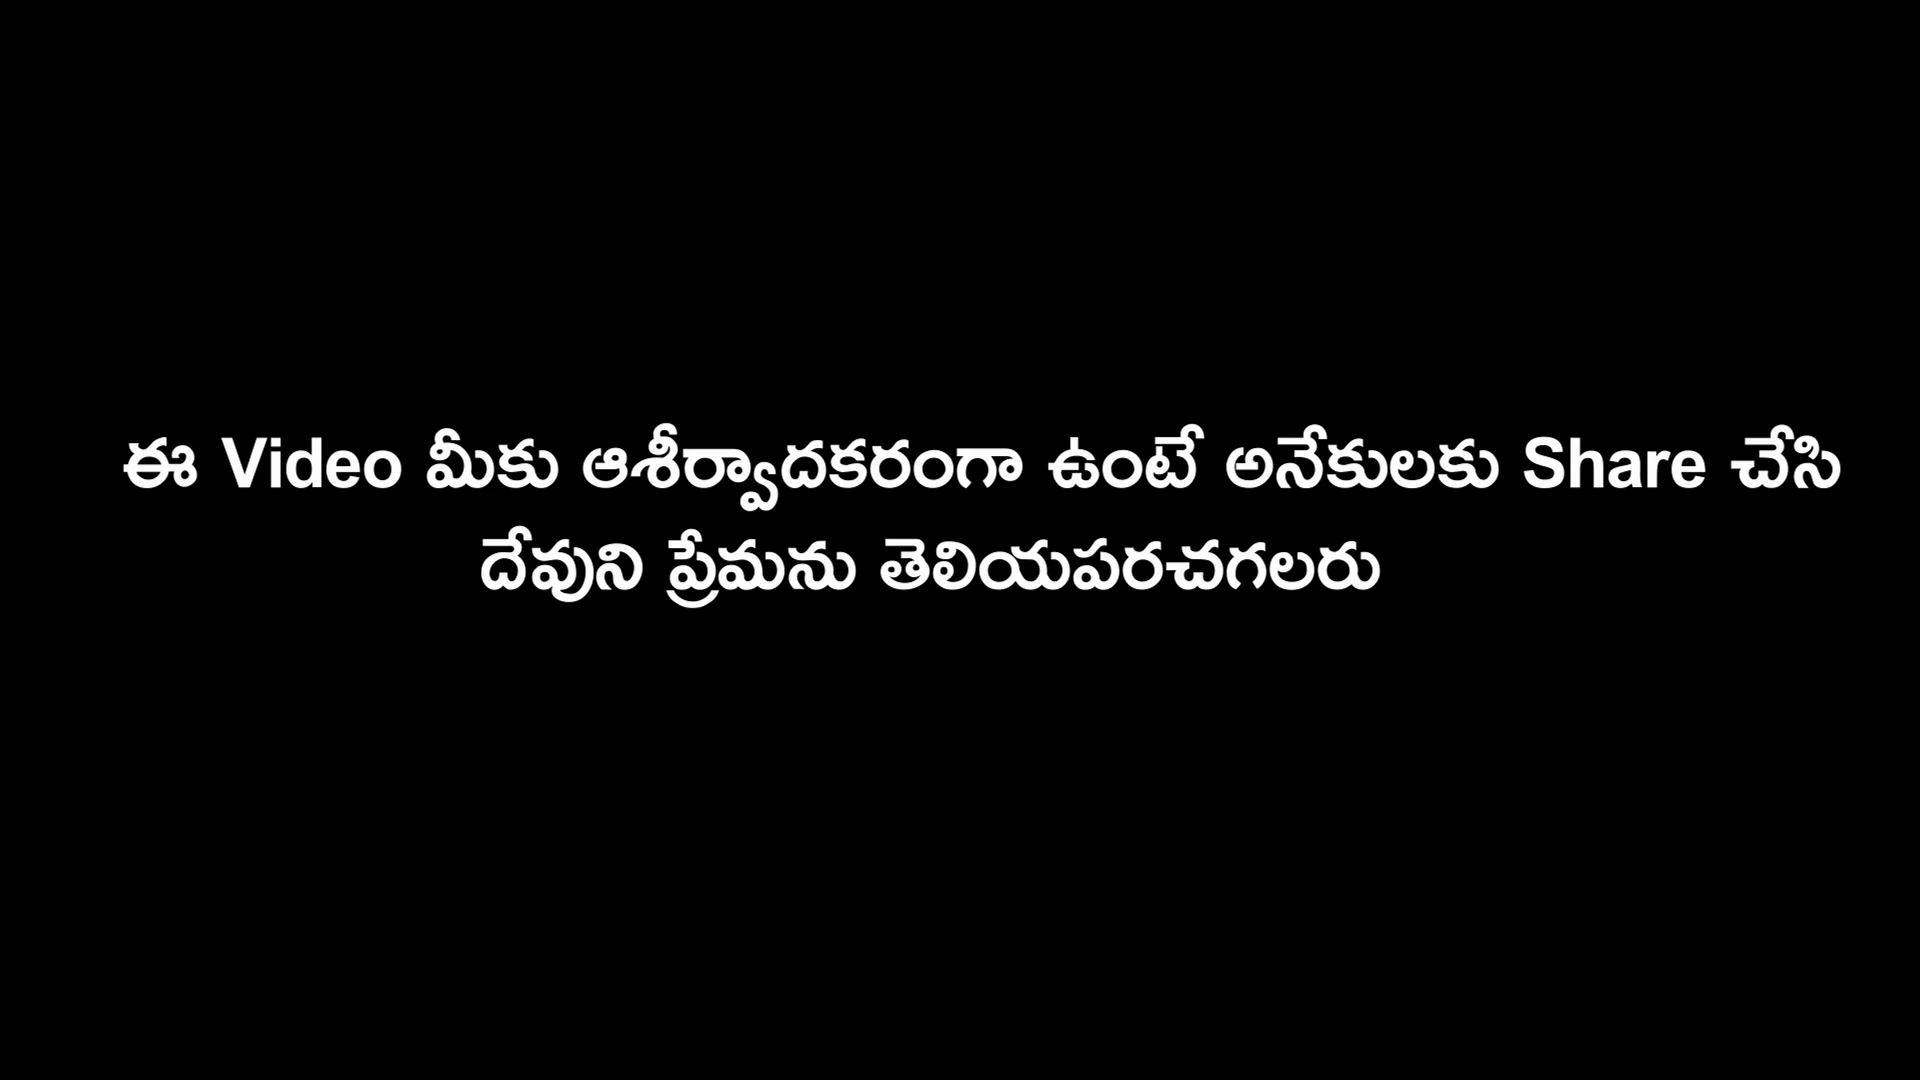 ఈ Video మీకు ఆశీర్వాదకరంగా ఉంటే అనేకులకు Share చేసి
దేవుని ప్రేమను తెలియపరచగలరు